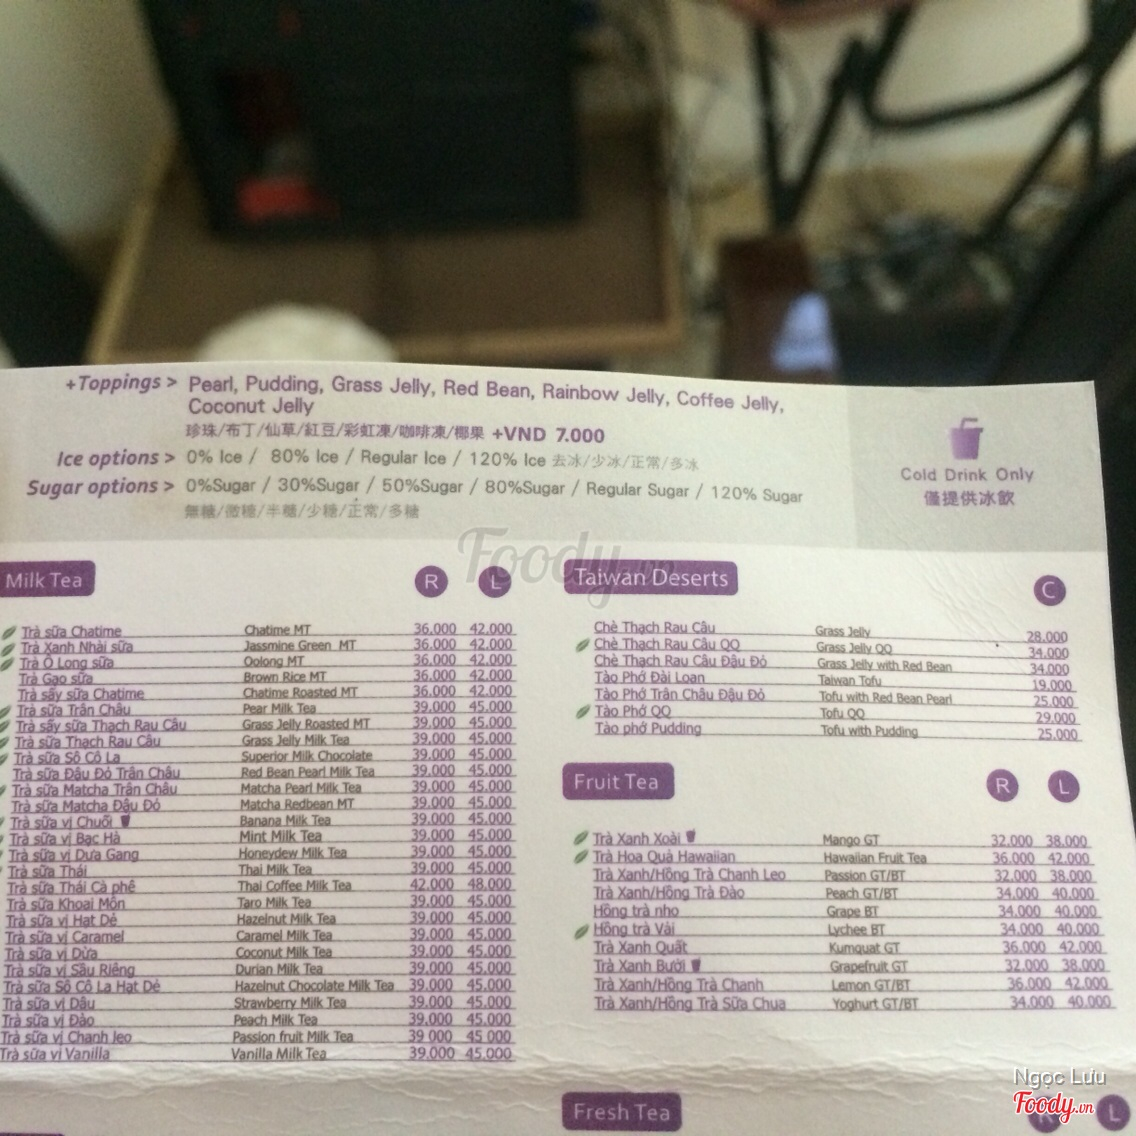 +Toppings > Pearl, Pudding, Grass Jelly, Red Bean, Rainbow Jelly, Coffee Jelly,
Coconut Jelly
珍珠/布丁/仙草/紅豆/彩虹凍/咖啡凍/椰果 +VND 7.000
Ice options > 0% Ice / 80% Ice / Regular Ice / 120% Ice 去冰/少冰/正常/多冰
Sugar options > 0%Sugar / 30%Sugar / 50%Sugar / 80%Sugar / Regular Sugar / 120% Sugar
無糖/微糖/半糖/少糖/正常/多糖
Cold Drink Only
僅提供冰飲
Foody.vn
Milk Tea R L
Trà sữa Chatime Chatime MT 36.000 42.000
Trà Xanh Nhài sữa Jassmine Green MT 36.000 42.000
Trà Ô Long sữa Oolong MT 36.000 42.000
Trà Gạo sữa Brown Rice MT 36.000 42.000
Trà sấy sữa Chatime Chatime Roasted MT 36.000 42.000
Trà sữa Trân Châu Pear Milk Tea 39.000 45.000
Trà sấy sữa Thạch Rau Câu Grass Jelly Roasted MT 39.000 45.000
Trà sữa Thạch Rau Câu Grass Jelly Milk Tea 39.000 45.000
Trà sữa Sô Cô La Superior Milk Chocolate 39.000 45.000
Trà sữa Đậu Đỏ Trân Châu Red Bean Pearl Milk Tea 39.000 45.000
Trà sữa Matcha Trân Châu Matcha Pearl Milk Tea 39.000 45.000
Trà sữa Matcha Đậu Đỏ Matcha Redbean MT 39.000 45.000
Trà sữa vị Chuối Banana Milk Tea 39.000 45.000
Trà sữa vị Bạc Hà Mint Milk Tea 39.000 45.000
Trà sữa vị Dưa Gang Honeydew Milk Tea 39.000 45.000
Trà sữa Thái Thai Milk Tea 39.000 45.000
Trà sữa Thái Cà phê Thai Coffee Milk Tea 42.000 48.000
Trà sữa Khoai Môn Taro Milk Tea 39.000 45.000
Trà sữa vị Hạt Dẻ Hazelnut Milk Tea 39.000 45.000
Trà sữa vị Caramel Caramel Milk Tea 39.000 45.000
Trà sữa vị Dừa Coconut Milk Tea 39.000 45.000
Trà sữa vị Sầu Riêng Durian Milk Tea 39.000 45.000
Trà sữa Sô Cô La Hạt Dẻ Hazelnut Chocolate Milk Tea 39.000 45.000
Trà sữa vị Dâu Strawberry Milk Tea 39.000 45.000
Trà sữa vị Đào Peach Milk Tea 39.000 45.000
Trà sữa vị Chanh leo Passion fruit Milk Tea 39 000 45 000
Trà sữa vị Vanilla Vanilla Milk Tea 39.000 45.000
Taiwan Deserts C
Chè Thạch Rau Câu Grass Jelly 28.000
Chè Thạch Rau Câu QQ Grass Jelly QQ 34.000
Chè Thạch Rau Câu Đậu Đỏ Grass Jelly with Red Bean 34.000
Tào Phớ Đài Loan Taiwan Tofu 19.000
Tào Phớ Trân Châu Đậu Đỏ Tofu with Red Bean Pearl 25.000
Tào Phớ QQ Tofu QQ 29.000
Tào phớ Pudding Tofu with Pudding 25.000
Fruit Tea R L
Trà Xanh Xoài Mango GT 32.000 38.000
Trà Hoa Quả Hawaiian Hawaiian Fruit Tea 36.000 42.000
Trà Xanh/Hồng Trà Chanh Leo Passion GT/BT 32.000 38.000
Trà Xanh/Hồng Trà Đào Peach GT/BT 34.000 40.000
Hồng trà nho Grape BT 34.000 40.000
Hồng trà Vải Lychee BT 34.000 40.000
Trà Xanh Quất Kumquat GT 36.000 42.000
Trà Xanh Bưởi Grapefruit GT 32.000 38.000
Trà Xanh/Hồng Trà Chanh Lemon GT/BT 36.000 42.000
Trà Xanh/Hồng Trà Sữa Chua Yoghurt GT/BT 34.000 40.000
Fresh Tea R L
Ngọc Lưu
Foody.vn